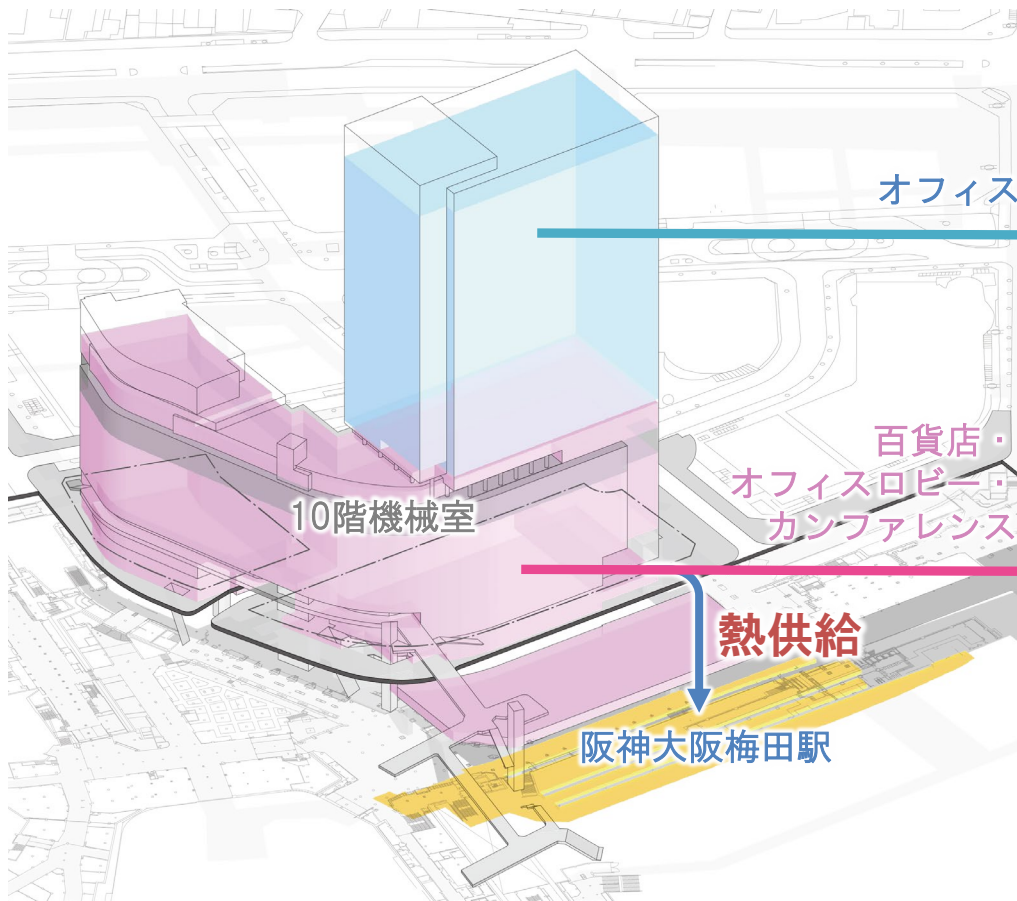 オフィス
百貨店・
オフィスロビー・
カンファレンス
10階機械室
熱供給
阪神大阪梅田駅